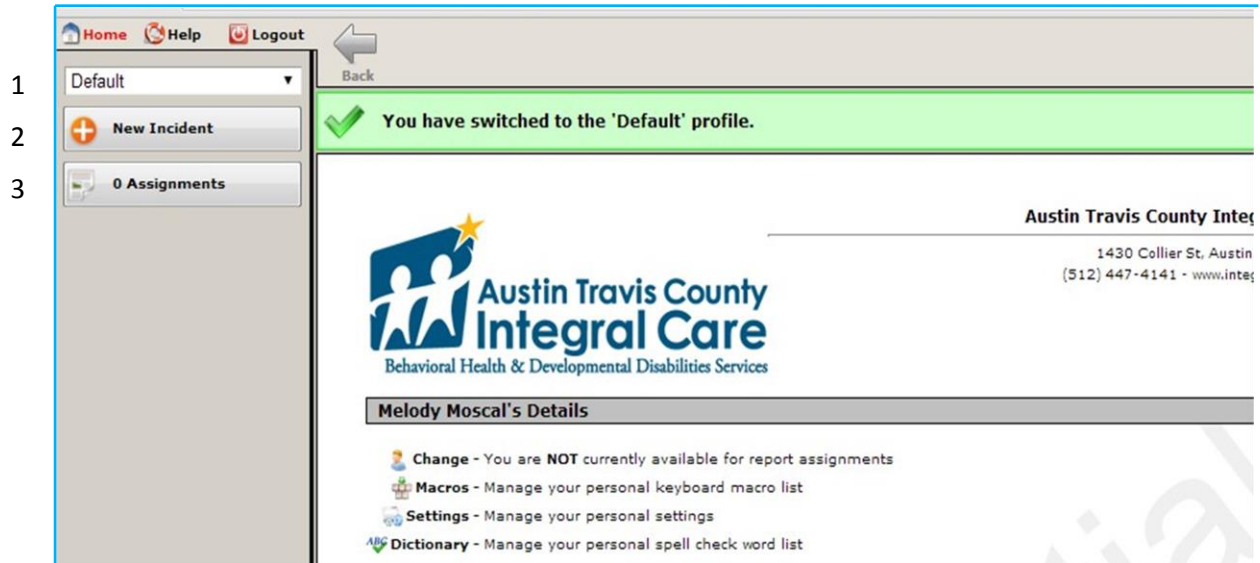 Home Help Logout
Back
1
Default
2
New Incident
You have switched to the 'Default' profile.
3
0 Assignments
Austin Travis County Integ
1430 Collier St, Austin
(512) 447-4141 - www.integ
Austin Travis County
Integral Care
Behavioral Health & Developmental Disabilities Services
Melody Moscal's Details
Change - You are NOT currently available for report assignments
Macros - Manage your personal keyboard macro list
Settings - Manage your personal settings
ABC Dictionary - Manage your personal spell check word list